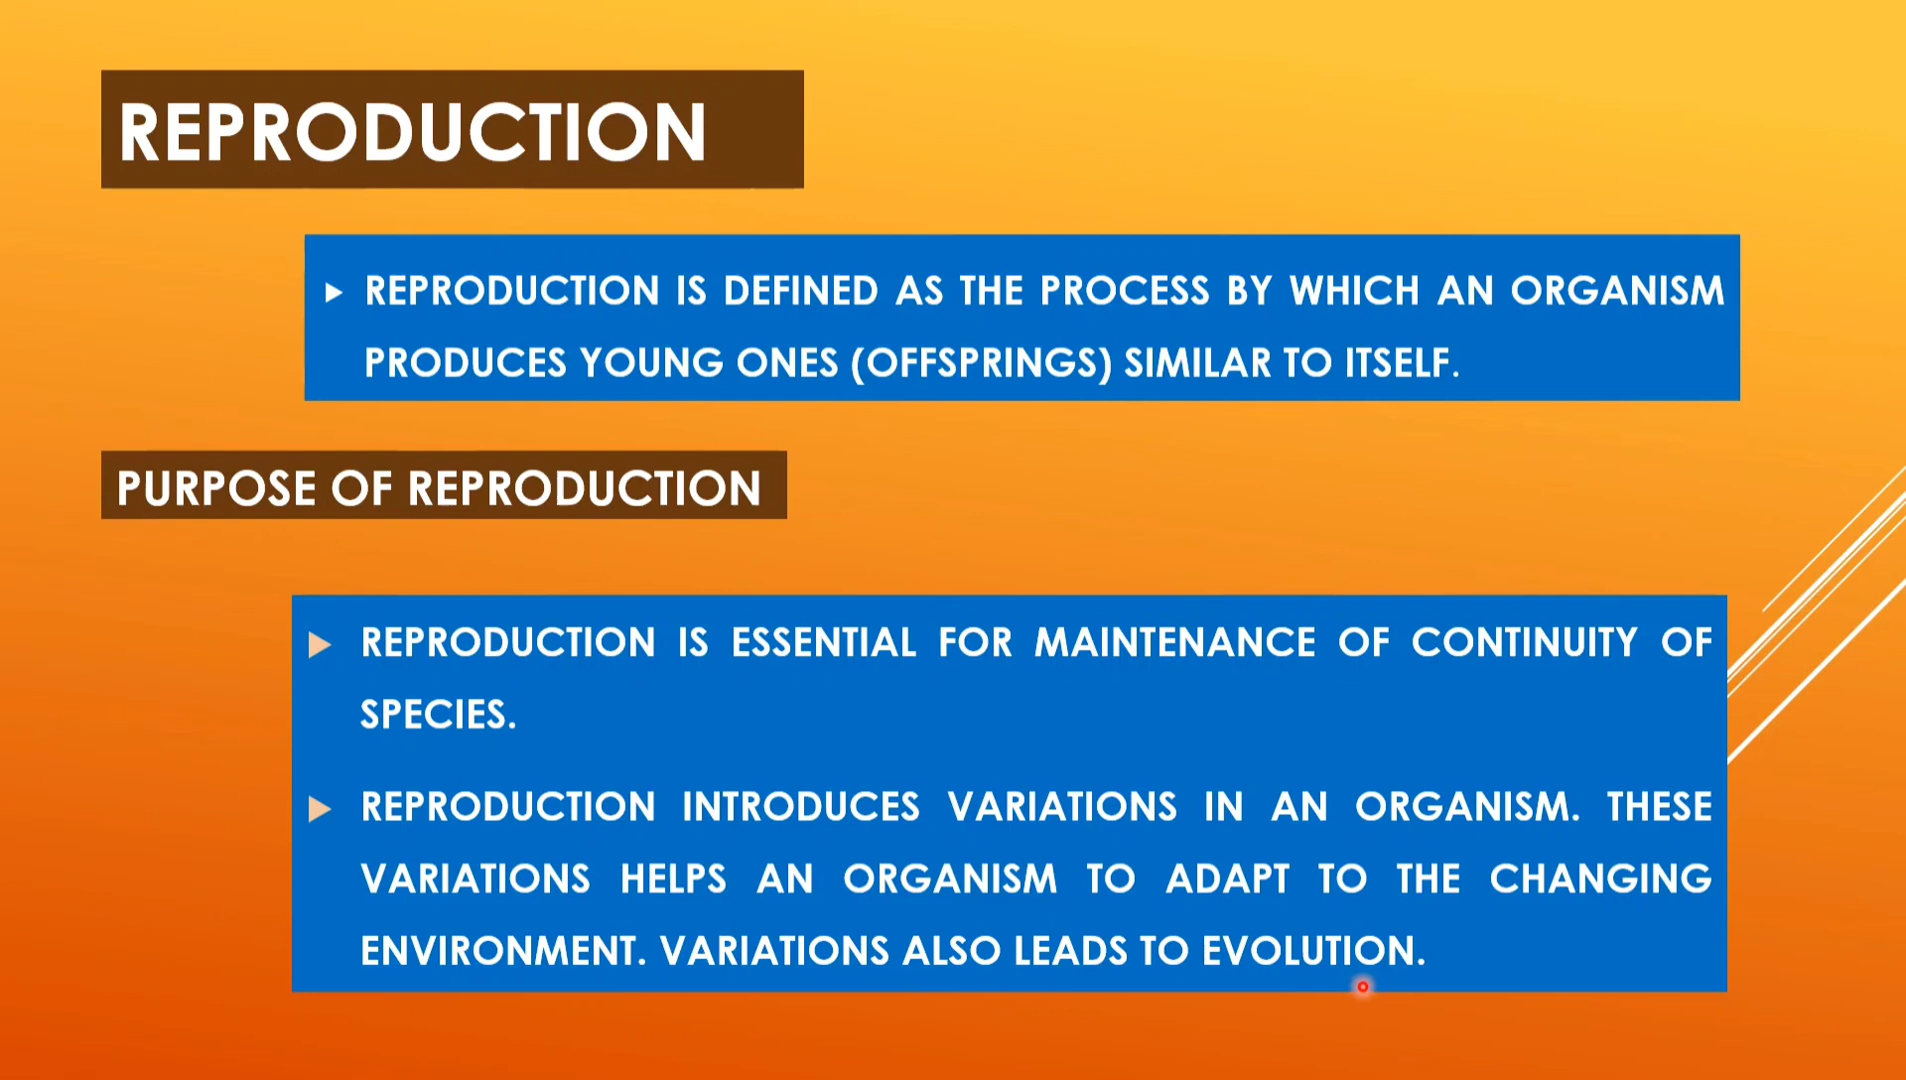 REPRODUCTION
REPRODUCTION IS DEFINED AS THE PROCESS BY WHICH AN ORGANISM
PRODUCES YOUNG ONES (OFFSPRINGS) SIMILAR TO ITSELF.
PURPOSE OF REPRODUCTION
REPRODUCTION IS ESSENTIAL FOR MAINTENANCE OF CONTINUITY OF
SPECIES.
REPRODUCTION INTRODUCES VARIATIONS IN AN ORGANISM. THESE
VARIATIONS HELPS AN ORGANISM TO ADAPT TO THE CHANGING
ENVIRONMENT. VARIATIONS ALSO LEADS TO EVOLUTION.